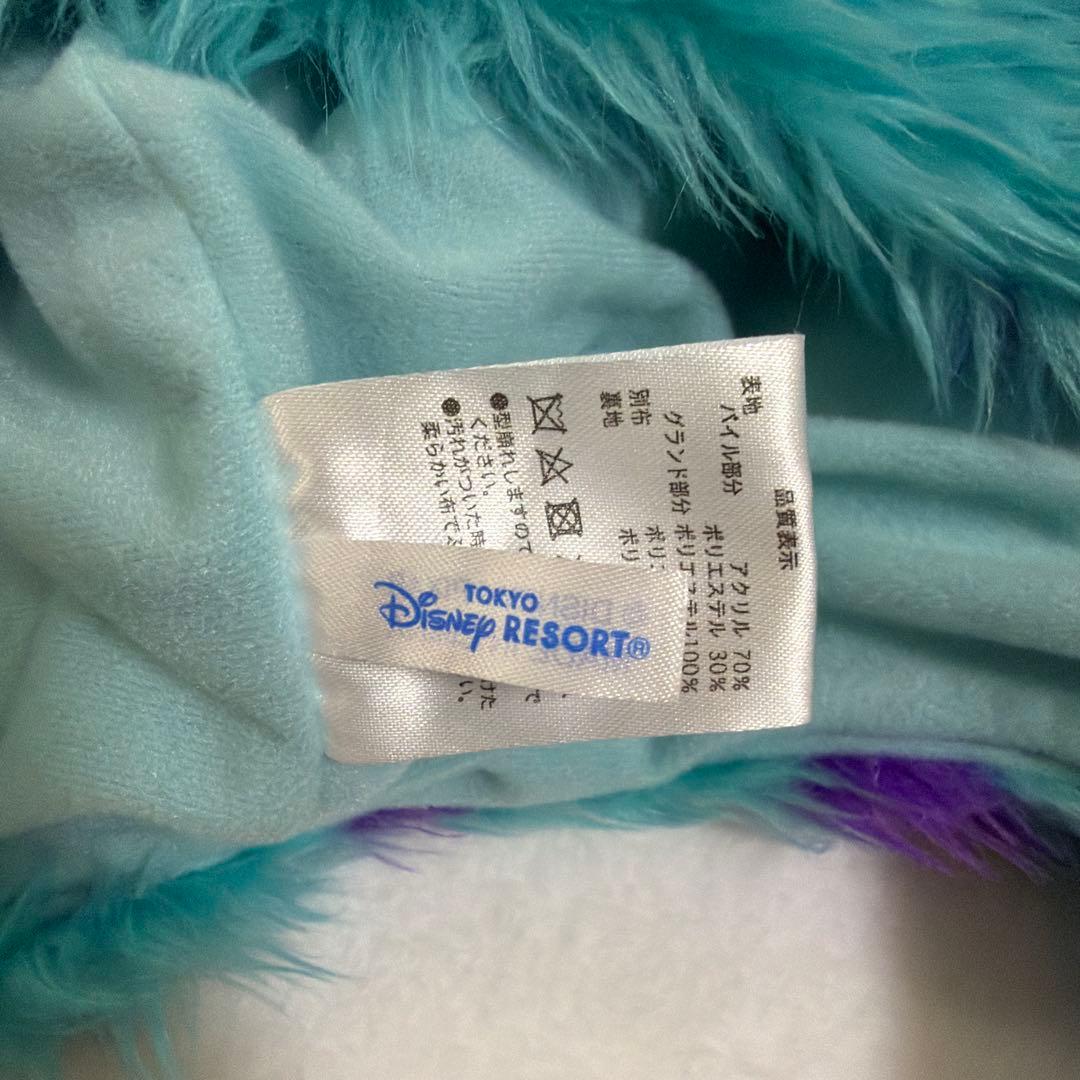 TOKYO
Disney RESORT®
品質表示
表地
パイル部分
アクリル 70%
ポリエステル 30%
グランド部分
ポリエステル100%
別布
ポリ
裏地
ポリ
●型崩れしますので
ください。
●汚れがついた時
柔らかい布で